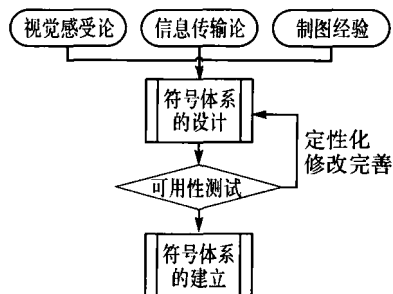 视觉感受论
信息传输论
制图经验
符号体系
的设计
定性化
修改完善
可用性测试
符号体系
的建立